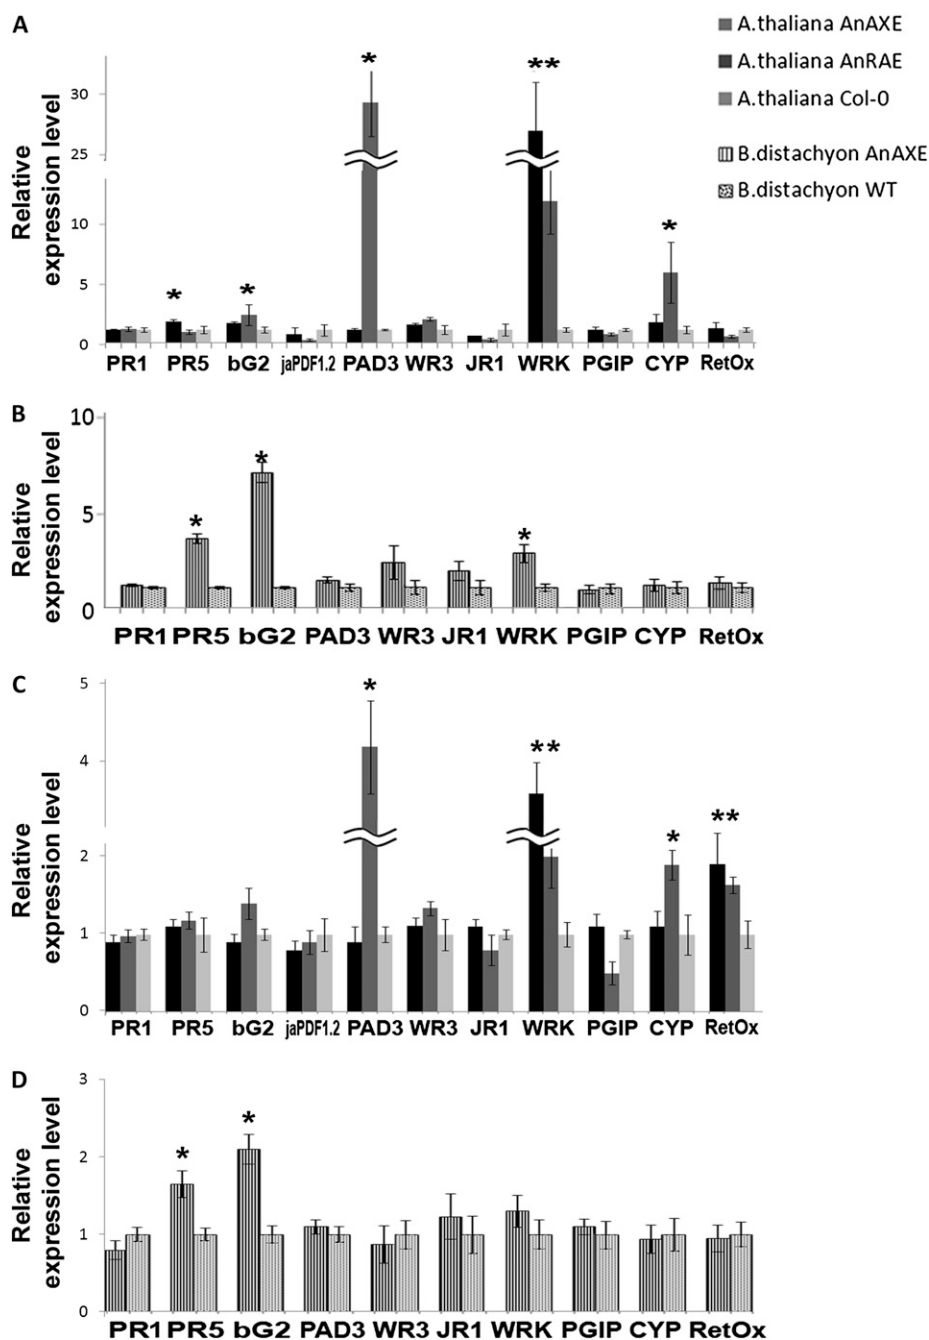 A
A.thaliana AnAXE
A.thaliana AnRAE
A.thaliana Col-0
B.distachyon AnAXE
B.distachyon WT
Relative
expression level
30
25
10
5
0
* * * ** *
PR1 PR5 bG2 jaPDF1.2 PAD3 WR3 JR1 WRK PGIP CYP RetOx
B
Relative
expression level
10
5
0
* * *
PR1 PR5 bG2 PAD3 WR3 JR1 WRK PGIP CYP RetOx
C
Relative
expression level
5
4
2
1
0
* ** * **
PR1 PR5 bG2 jaPDF1.2 PAD3 WR3 JR1 WRK PGIP CYP RetOx
D
Relative
expression level
3
2
1
0
* *
PR1 PR5 bG2 PAD3 WR3 JR1 WRK PGIP CYP RetOx